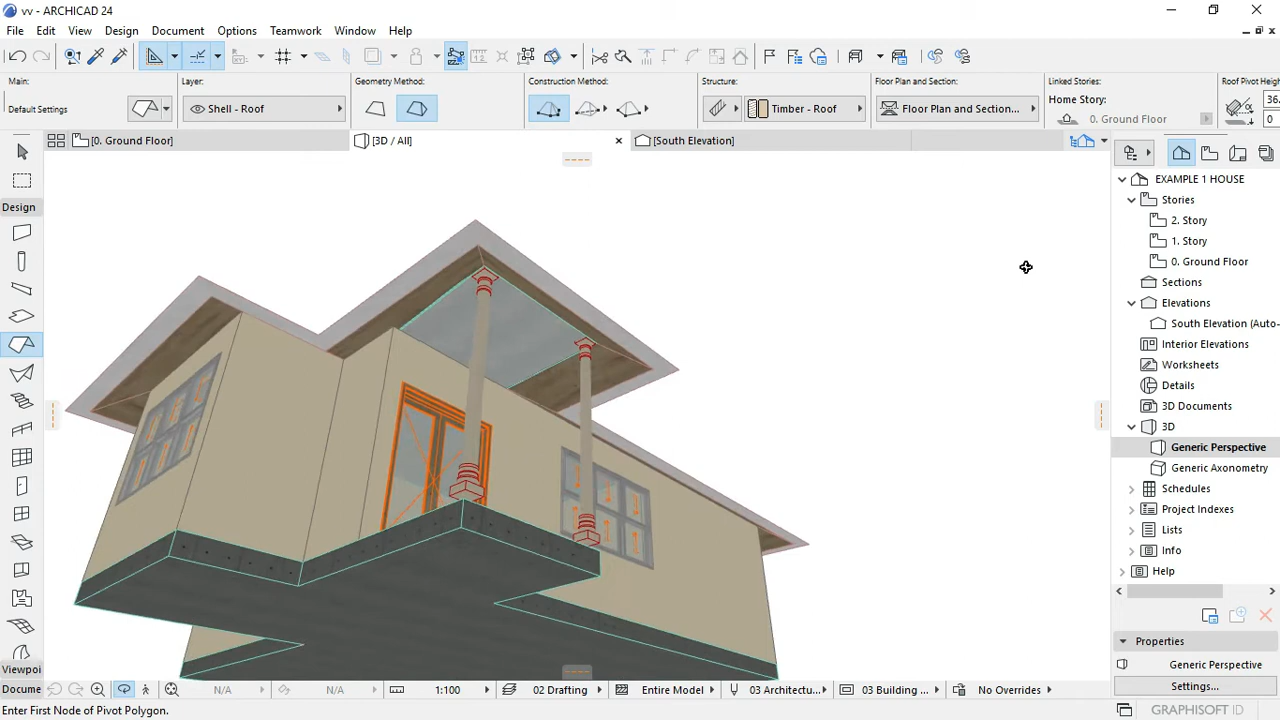 vv - ARCHICAD 24
File Edit View Design Document Options Teamwork Window Help
Main: Layer: Geometry Method: Construction Method: Structure: Floor Plan and Section: Linked Stories: Roof Pivot Heig
Home Story: 36.
Default Settings Shell - Roof Timber - Roof Floor Plan and Section... 0. Ground Floor 0
[0. Ground Floor] [3D / All] [South Elevation]
Design
EXAMPLE 1 HOUSE
Stories
2. Story
1. Story
0. Ground Floor
Sections
Elevations
South Elevation (Auto-
Interior Elevations
Worksheets
Details
3D Documents
3D
Generic Perspective
Generic Axonometry
Schedules
Project Indexes
Lists
Info
Help
Properties
Generic Perspective
Settings...
Viewpoi
Docume N/A N/A 1:100 02 Drafting Entire Model 03 Architectu... 03 Building ... No Overrides
Enter First Node of Pivot Polygon.
GRAPHISOFT ID